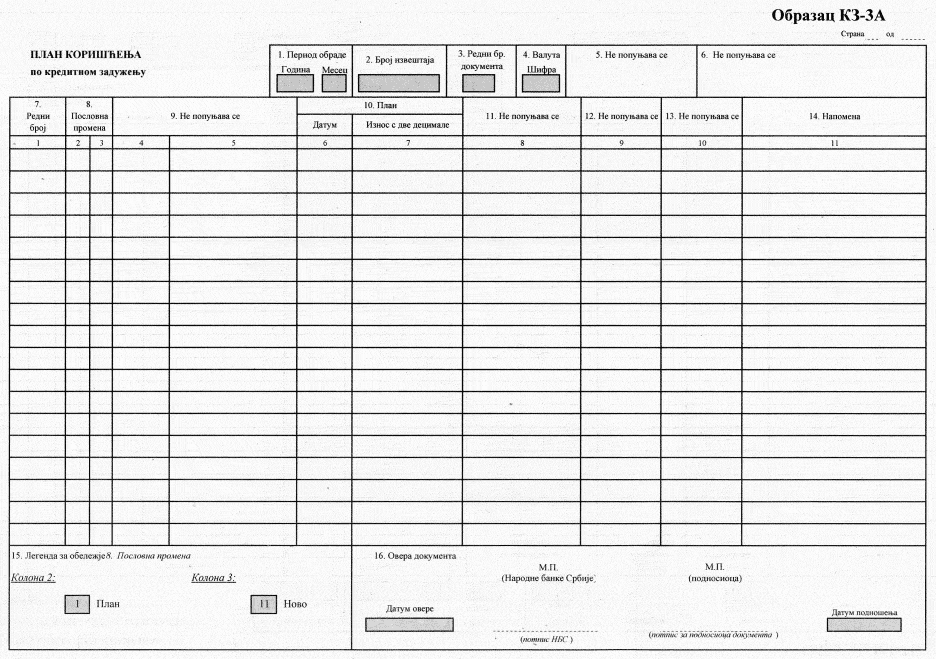 Образац КЗ-3А
Страна ___ од _____
ПЛАН КОРИШЋЕЊА
по кредитном задужењу
1. Период обраде
Година Месец
2. Број извештаја
3. Редни бр.
документа
4. Валута
Шифра
5. Не попуњава се
6. Не попуњава се
7.
Редни
број
8.
Пословна
промена
9. Не попуњава се
10. План
Датум
Износ с две децимале
11. Не попуњава се
12. Не попуњава се
13. Не попуњава се
14. Напомена
1 2 3 4 5 6 7 8 9 10 11
15. Легенда за обележје 8. Пословна промена
Колона 2: Колона 3:
1 План 11 Ново
16. Овера документа
М.П.
(Народне банке Србије)
М.П.
(подносиоца)
Датум овере
(потпис НБС )
(потпис за подносиоца документа )
Датум подношења